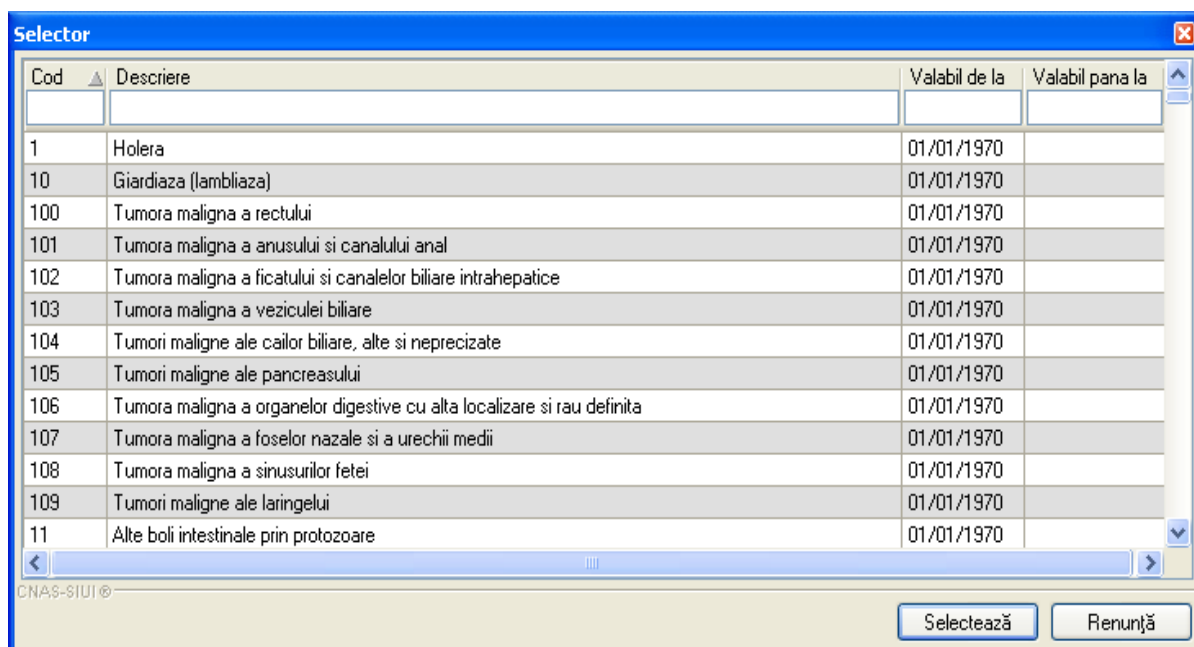 Selector
Cod Descriere Valabil de la Valabil pana la
1 Holera 01/01/1970
10 Giardiaza (lambliaza) 01/01/1970
100 Tumora maligna a rectului 01/01/1970
101 Tumora maligna a anusului si canalului anal 01/01/1970
102 Tumora maligna a ficatului si canalelor biliare intrahepatice 01/01/1970
103 Tumora maligna a veziculei biliare 01/01/1970
104 Tumori maligne ale cailor biliare, alte si neprecizate 01/01/1970
105 Tumori maligne ale pancreasului 01/01/1970
106 Tumora maligna a organelor digestive cu alta localizare si rau definita 01/01/1970
107 Tumora maligna a foselor nazale si a urechii medii 01/01/1970
108 Tumora maligna a sinusurilor fetei 01/01/1970
109 Tumori maligne ale laringelui 01/01/1970
11 Alte boli intestinale prin protozoare 01/01/1970
CNAS-SIUI®
Selectează Renunţă